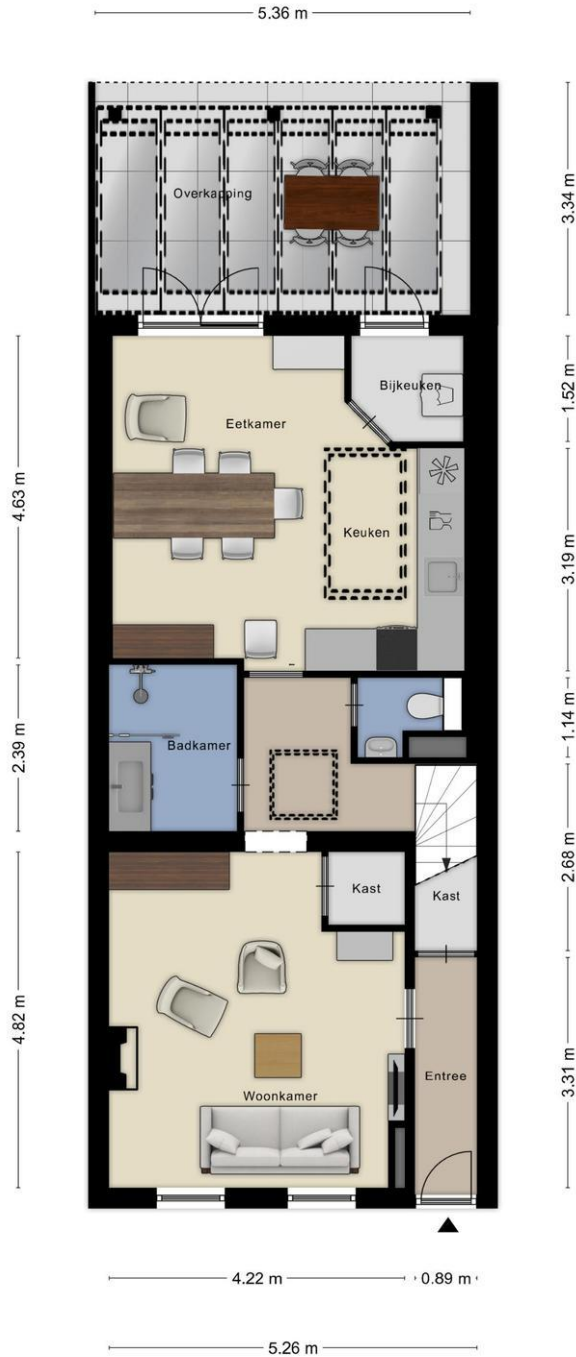 5.36 m
Overkapping
3.34 m
Bijkeuken
1.52 m
Eetkamer
4.63 m
Keuken
3.19 m
Badkamer
2.39 m
1.14 m
Kast
Kast
2.68 m
4.82 m
Woonkamer
Entree
3.31 m
4.22 m
0.89 m
5.26 m